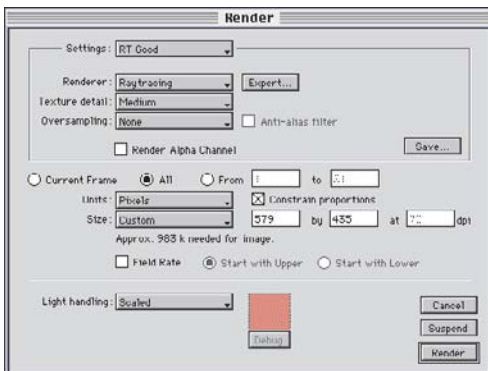 Render
Settings: RT Good
Renderer: Raytracing Expert...
Texture detail: Medium
Oversampling: None Anti-alias filter
Render Alpha Channel Save...
Current Frame All From to
Units: Pixels Constrain proportions
Size: Custom 579 by 435 at dpi
Approx. 983 k needed for image.
Field Rate Start with Upper Start with Lower
Light handling: Scaled
Debug
Cancel
Suspend
Render